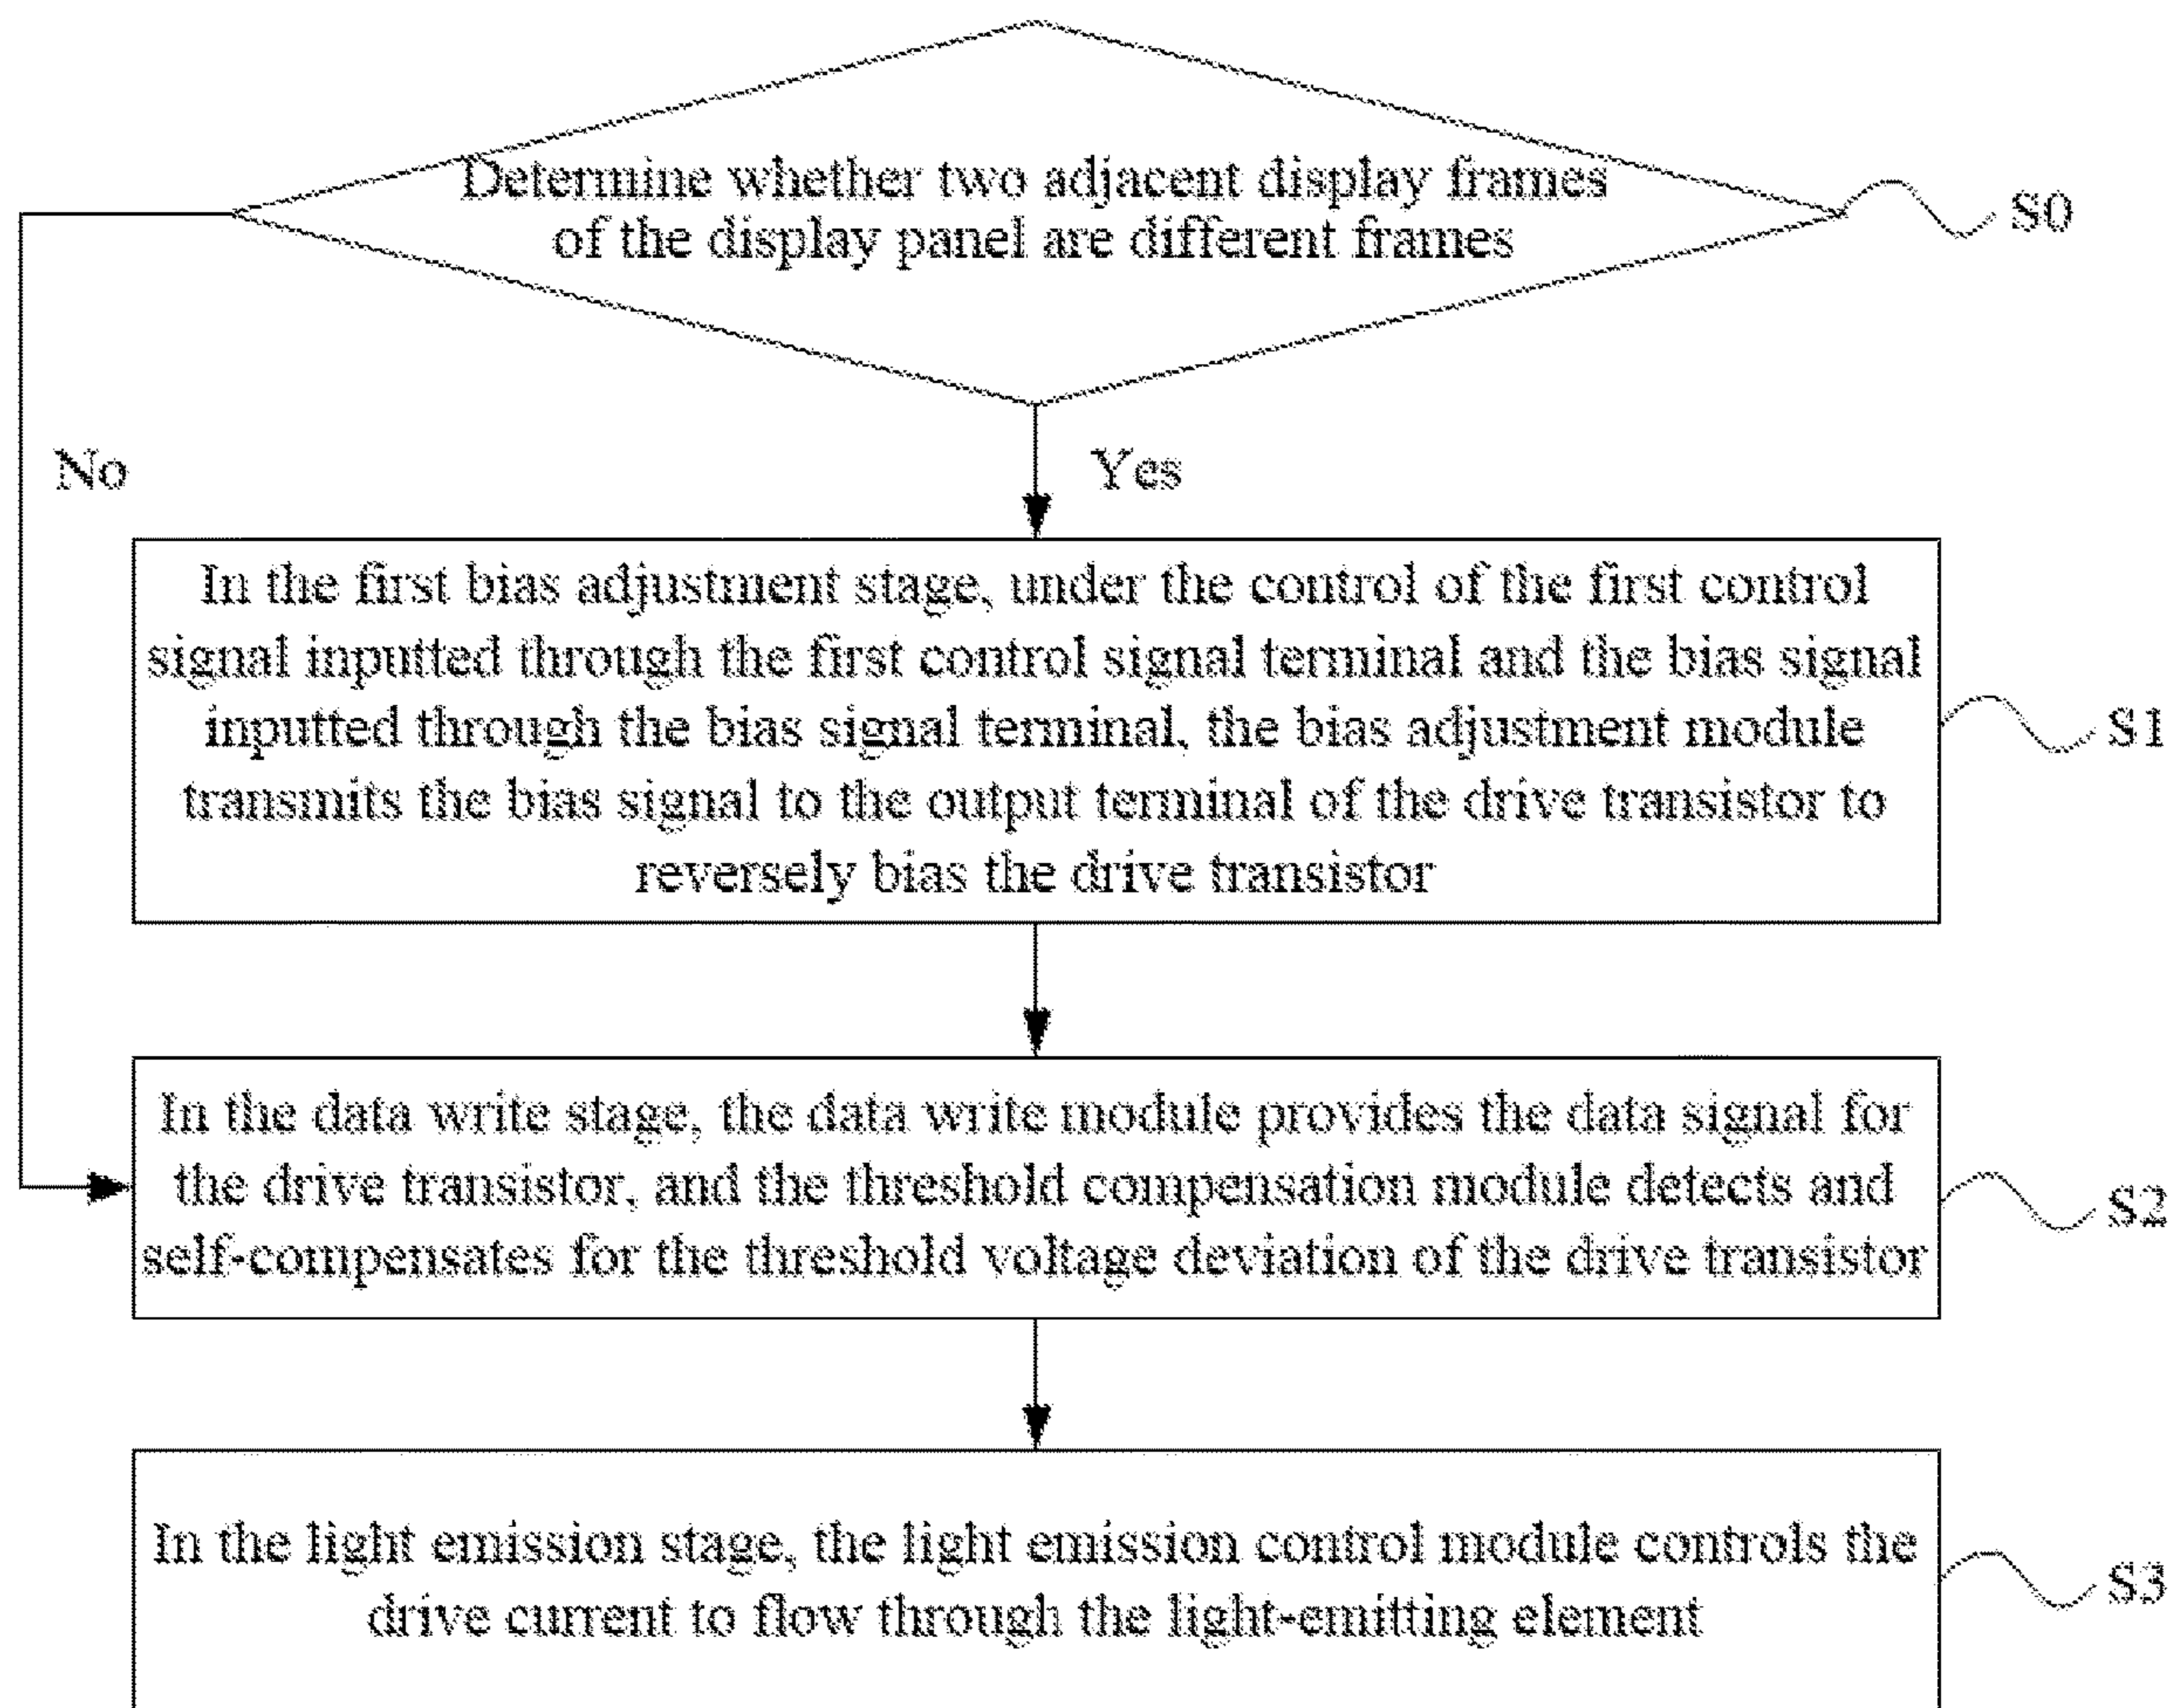 Determine whether two adjacent display frames
of the display panel are different frames
S0
No
Yes
In the first bias adjustment stage, under the control of the first control
signal inputted through the first control signal terminal and the bias signal
inputted through the bias signal terminal, the bias adjustment module
transmits the bias signal to the output terminal of the drive transistor to
reversely bias the drive transistor
S1
In the data write stage, the data write module provides the data signal for
the drive transistor, and the threshold compensation module detects and
self-compensates for the threshold voltage deviation of the drive transistor
S2
In the light emission stage, the light emission control module controls the
drive current to flow through the light-emitting element
S3